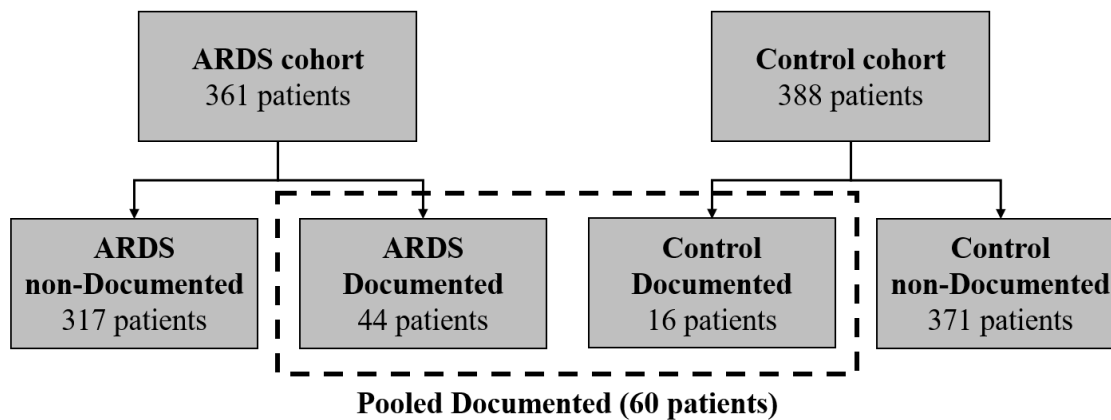 ARDS cohort
361 patients
Control cohort
388 patients
ARDS
non-Documented
317 patients
ARDS
Documented
44 patients
Control
Documented
16 patients
Control
non-Documented
371 patients
Pooled Documented (60 patients)